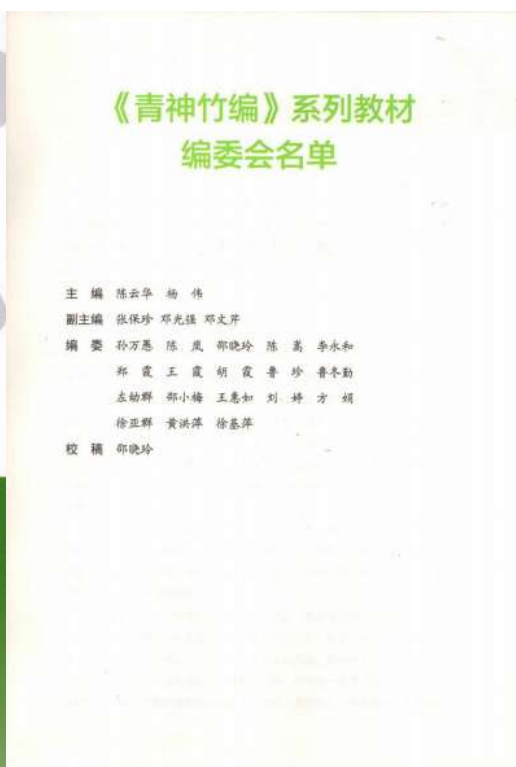 《青神竹编》系列教材
编委会名单
主 编 陈云华 杨 伟
副主编 张保珍 邓光强 邓文芹
编 委 孙万愚 陈 岚 邵晓玲 陈 嵩 李永和
郑 霞 王 霞 胡 霞 鲁 珍 鲁冬勤
左幼群 邵小梅 王惠如 刘 婷 方 娟
徐亚群 黄洪萍 徐基萍
校 稿 邵晓玲